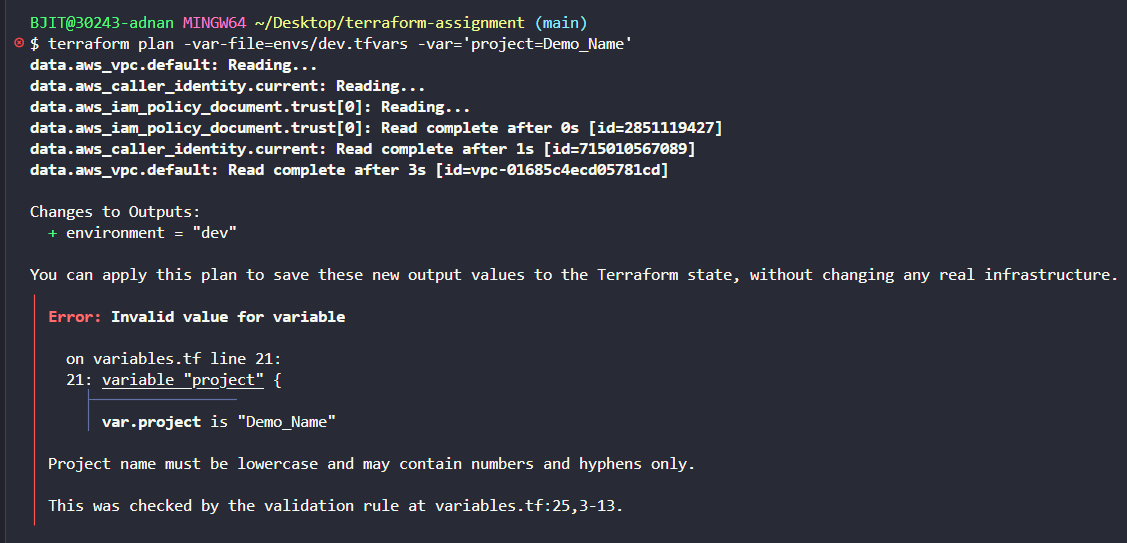 BJIT@30243-adnan MINGW64 ~/Desktop/terraform-assignment (main)
$ terraform plan -var-file=envs/dev.tfvars -var='project=Demo_Name'
data.aws_vpc.default: Reading...
data.aws_caller_identity.current: Reading...
data.aws_iam_policy_document.trust[0]: Reading...
data.aws_iam_policy_document.trust[0]: Read complete after 0s [id=2851119427]
data.aws_caller_identity.current: Read complete after 1s [id=715010567089]
data.aws_vpc.default: Read complete after 3s [id=vpc-01685c4ecd05781cd]
Changes to Outputs:
+ environment = "dev"
You can apply this plan to save these new output values to the Terraform state, without changing any real infrastructure.
Error: Invalid value for variable
on variables.tf line 21:
21: variable "project" {
var.project is "Demo_Name"
Project name must be lowercase and may contain numbers and hyphens only.
This was checked by the validation rule at variables.tf:25,3-13.